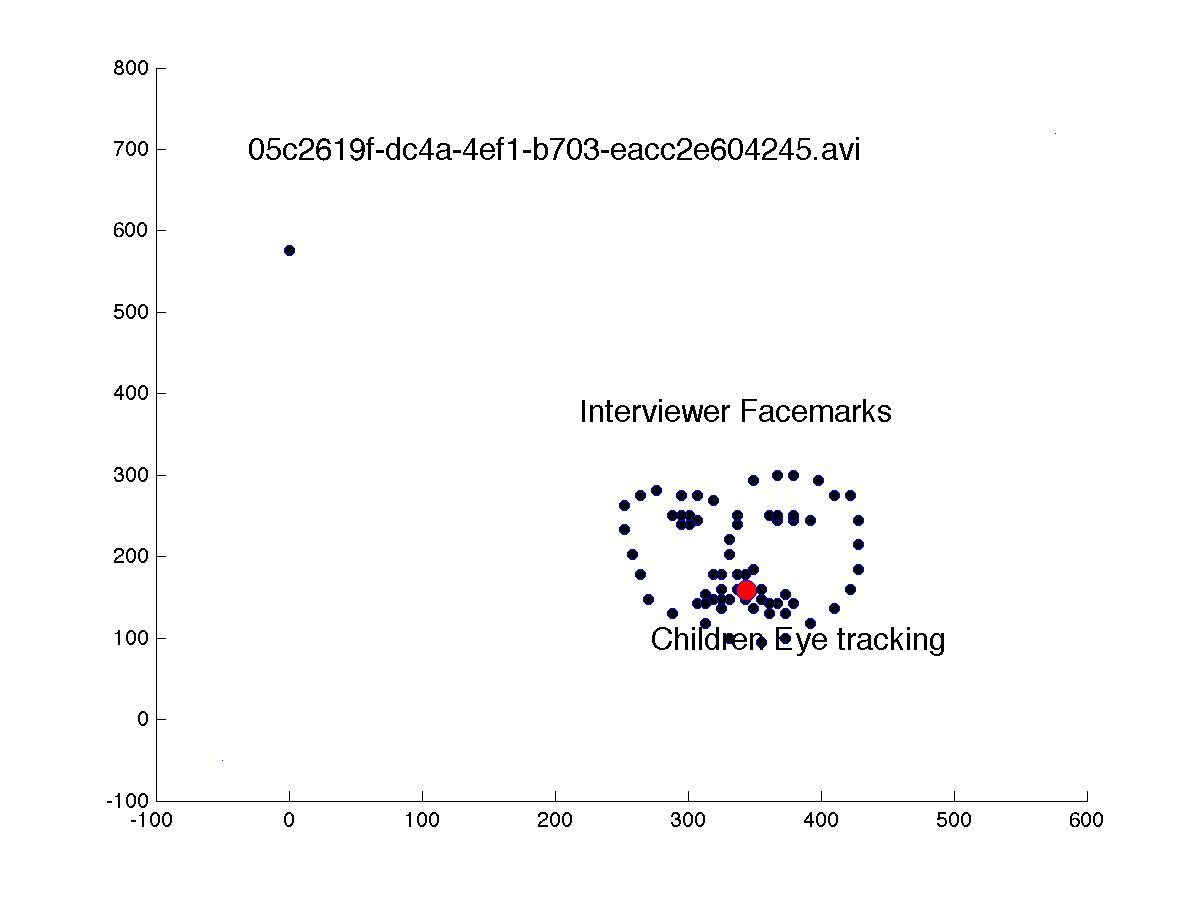 800
700
05c2619f-dc4a-4ef1-b703-eacc2e604245.avi
600
500
400
Interviewer Facemarks
300
200
100
Children Eye tracking
0
-100
-100 0 100 200 300 400 500 600